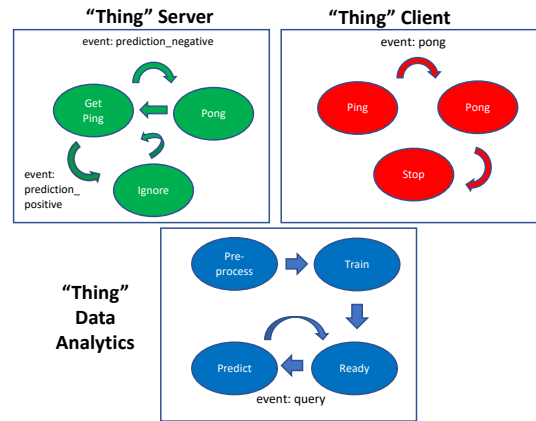 “Thing” Server
event: prediction_negative
Get
Ping
Pong
event:
prediction_
positive
Ignore
“Thing” Client
event: pong
Ping
Pong
Stop
“Thing”
Data
Analytics
Pre-
process
Train
Predict
Ready
event: query